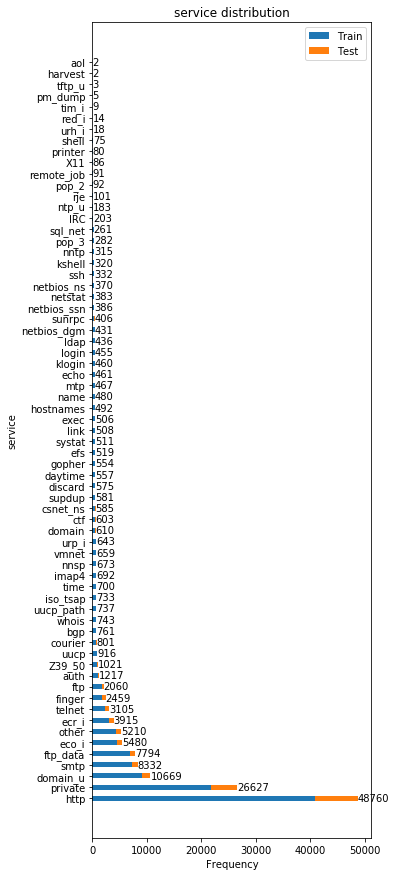 service distribution
Train
Test
aol 2
harvest 2
tftp_u 3
pm_dump 5
tim_i 9
red_i 14
urh_i 18
shell 75
printer 80
X11 86
remote_job 91
pop_2 92
rje 101
ntp_u 183
IRC 203
sql_net 261
pop_3 282
nntp 315
kshell 320
ssh 332
netbios_ns 370
netstat 383
netbios_ssn 386
sunrpc 406
netbios_dgm 431
ldap 436
login 455
klogin 460
echo 461
mtp 467
name 480
hostnames 492
exec 506
link 508
systat 511
efs 519
gopher 554
daytime 557
discard 575
supdup 581
csnet_ns 585
ctf 603
domain 610
urp_i 643
vmnet 659
nnsp 673
imap4 692
time 700
iso_tsap 733
uucp_path 737
whois 743
bgp 761
courier 801
uucp 916
Z39_50 1021
auth 1217
ftp 2060
finger 2459
telnet 3105
ecr_i 3915
other 5210
eco_i 5480
ftp_data 7794
smtp 8332
domain_u 10669
private 26627
http 48760
service
0 10000 20000 30000 40000 50000
Frequency